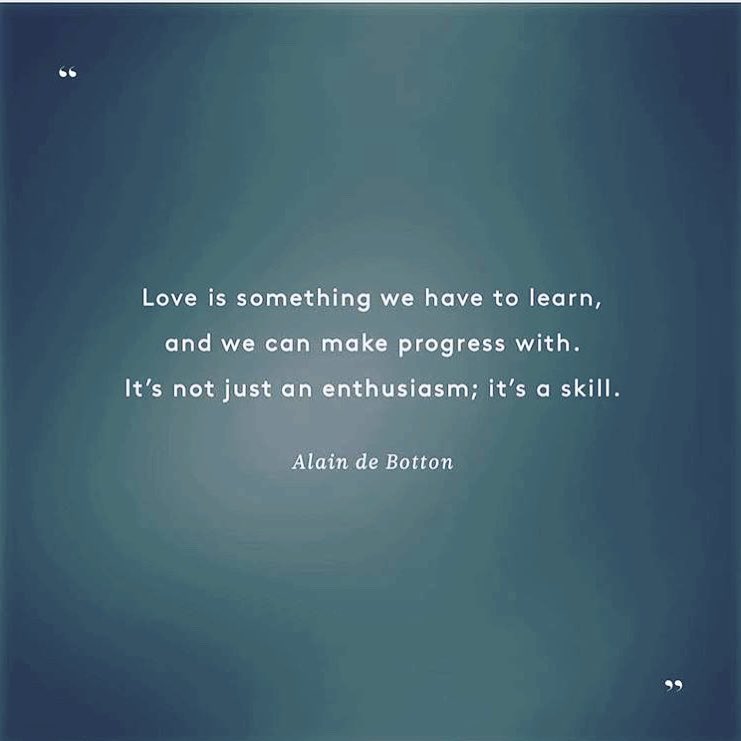 “
Love is something we have to learn,
and we can make progress with.
It’s not just an enthusiasm; it’s a skill.
Alain de Botton
”